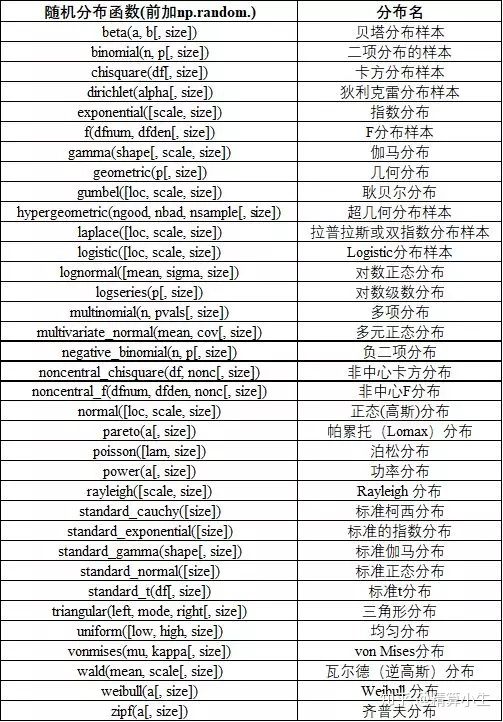 随机分布函数(前加np.random.) 分布名
beta(a, b[, size]) 贝塔分布样本
binomial(n, p[, size]) 二项分布的样本
chisquare(df[, size]) 卡方分布样本
dirichlet(alpha[, size]) 狄利克雷分布样本
exponential([scale, size]) 指数分布
f(dfnum, dfden[, size]) F分布样本
gamma(shape[, scale, size]) 伽马分布
geometric(p[, size]) 几何分布
gumbel([loc, scale, size]) 耿贝尔分布
hypergeometric(ngood, nbad, nsample[, size]) 超几何分布样本
laplace([loc, scale, size]) 拉普拉斯或双指数分布样本
logistic([loc, scale, size]) Logistic分布样本
lognormal([mean, sigma, size]) 对数正态分布
logseries(p[, size]) 对数级数分布
multinomial(n, pvals[, size]) 多项分布
multivariate_normal(mean, cov[, size]) 多元正态分布
negative_binomial(n, p[, size]) 负二项分布
noncentral_chisquare(df, nonc[, size]) 非中心卡方分布
noncentral_f(dfnum, dfden, nonc[, size]) 非中心F分布
normal([loc, scale, size]) 正态(高斯)分布
pareto(a[, size]) 帕累托（Lomax）分布
poisson([lam, size]) 泊松分布
power(a[, size]) 功率分布
rayleigh([scale, size]) Rayleigh 分布
standard_cauchy([size]) 标准柯西分布
standard_exponential([size]) 标准的指数分布
standard_gamma(shape[, size]) 标准伽马分布
standard_normal([size]) 标准正态分布
standard_t(df[, size]) 标准t分布
triangular(left, mode, right[, size]) 三角形分布
uniform([low, high, size]) 均匀分布
vonmises(mu, kappa[, size]) von Mises分布
wald(mean, scale[, size]) 瓦尔德（逆高斯）分布
weibull(a[, size]) Weibull 分布
zipf(a[, size]) 齐普夫分布